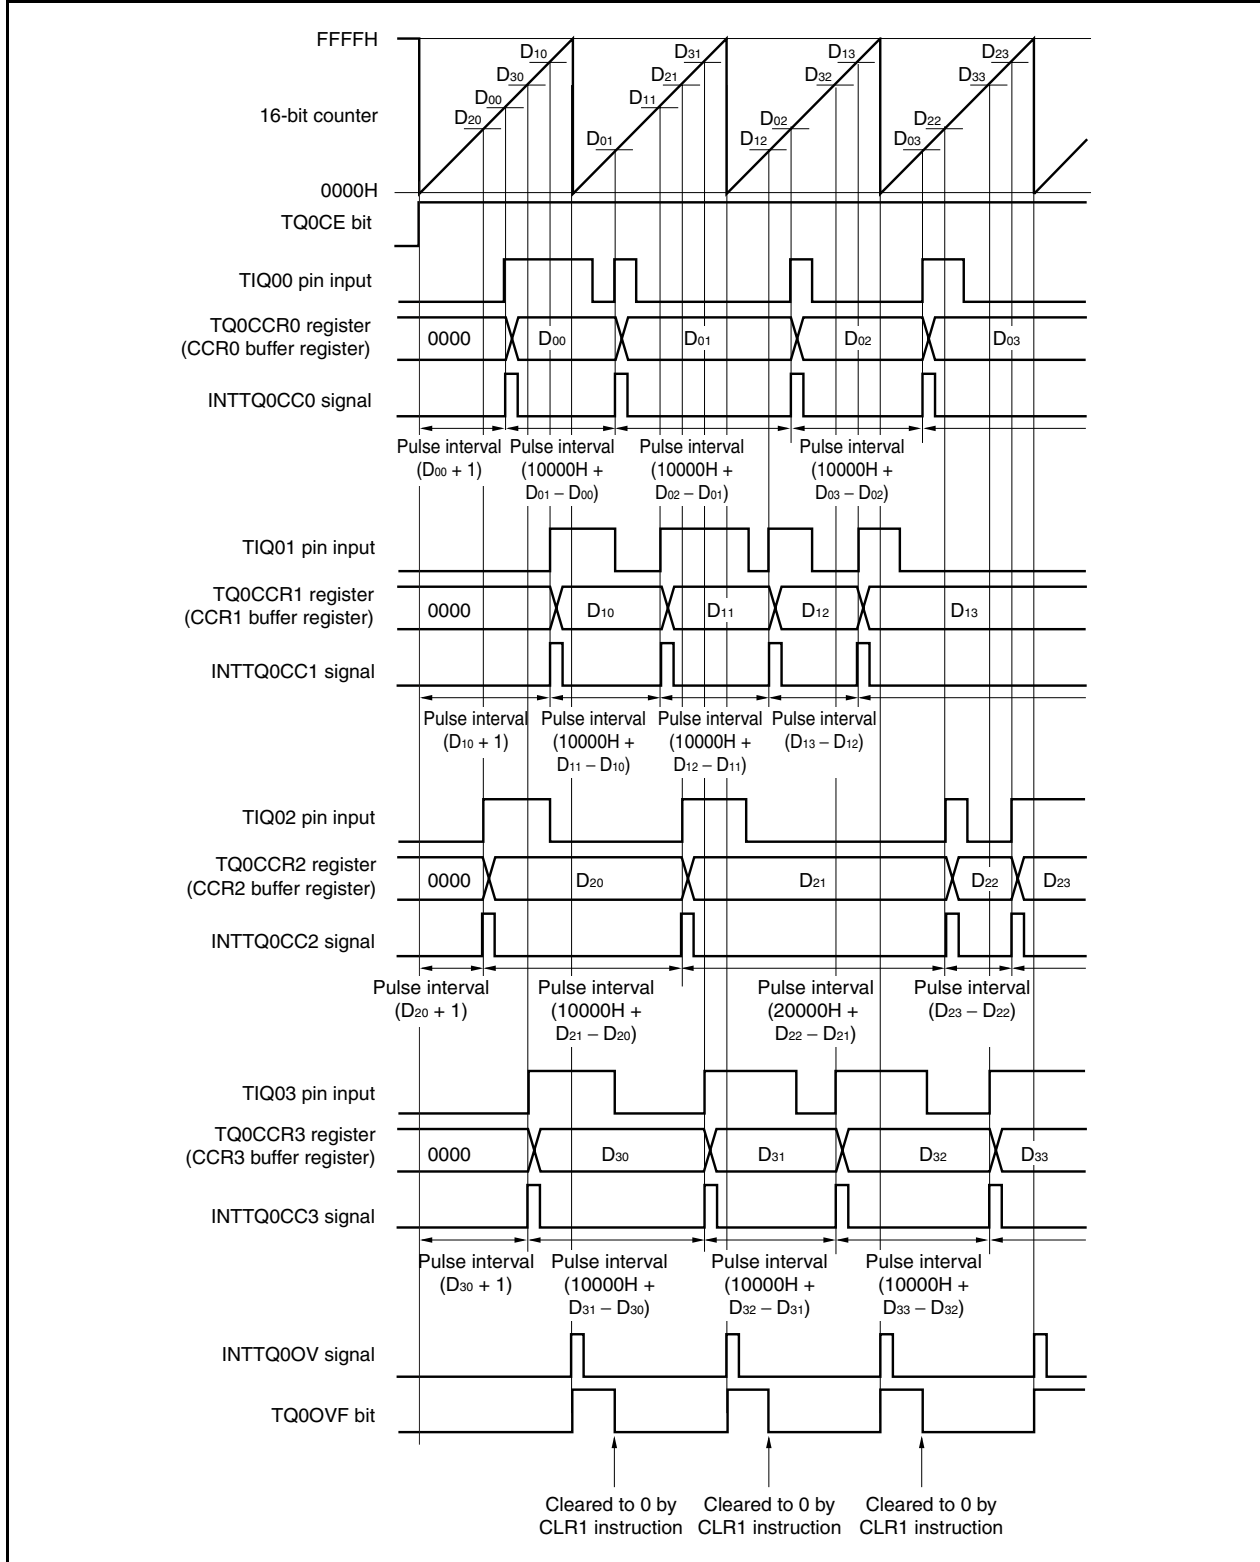 FFFFH
D10
D31
D13
D23
D30
D21
D32
D33
D00
D11
16-bit counter
D20
D02
D22
D01
D12
D03
0000H
TQ0CE bit
TIQ00 pin input
TQ0CCR0 register
(CCR0 buffer register)
0000
D00
D01
D02
D03
INTTQ0CC0 signal
Pulse interval
(D00 + 1)
Pulse interval
(10000H +
D01 – D00)
Pulse interval
(10000H +
D02 – D01)
Pulse interval
(10000H +
D03 – D02)
TIQ01 pin input
TQ0CCR1 register
(CCR1 buffer register)
0000
D10
D11
D12
D13
INTTQ0CC1 signal
Pulse interval
(D10 + 1)
Pulse interval
(10000H +
D11 – D10)
Pulse interval
(10000H +
D12 – D11)
Pulse interval
(D13 – D12)
TIQ02 pin input
TQ0CCR2 register
(CCR2 buffer register)
0000
D20
D21
D22
D23
INTTQ0CC2 signal
Pulse interval
(D20 + 1)
Pulse interval
(10000H +
D21 – D20)
Pulse interval
(20000H +
D22 – D21)
Pulse interval
(D23 – D22)
TIQ03 pin input
TQ0CCR3 register
(CCR3 buffer register)
0000
D30
D31
D32
D33
INTTQ0CC3 signal
Pulse interval
(D30 + 1)
Pulse interval
(10000H +
D31 – D30)
Pulse interval
(10000H +
D32 – D31)
Pulse interval
(10000H +
D33 – D32)
INTTQ0OV signal
TQ0OVF bit
Cleared to 0 by
CLR1 instruction
Cleared to 0 by
CLR1 instruction
Cleared to 0 by
CLR1 instruction